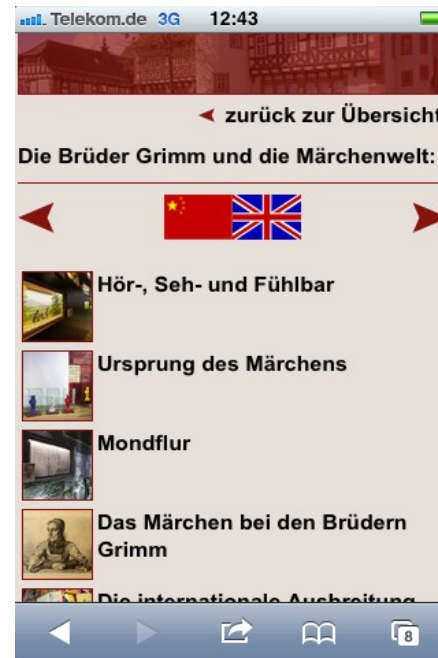 Telekom.de 3G 12:43
zurück zur Übersicht
Die Brüder Grimm und die Märchenwelt:
Hör-, Seh- und Fühlbar
Ursprung des Märchens
Mondflur
Das Märchen bei den Brüdern
Grimm
Die internationale Ausbreitung
8